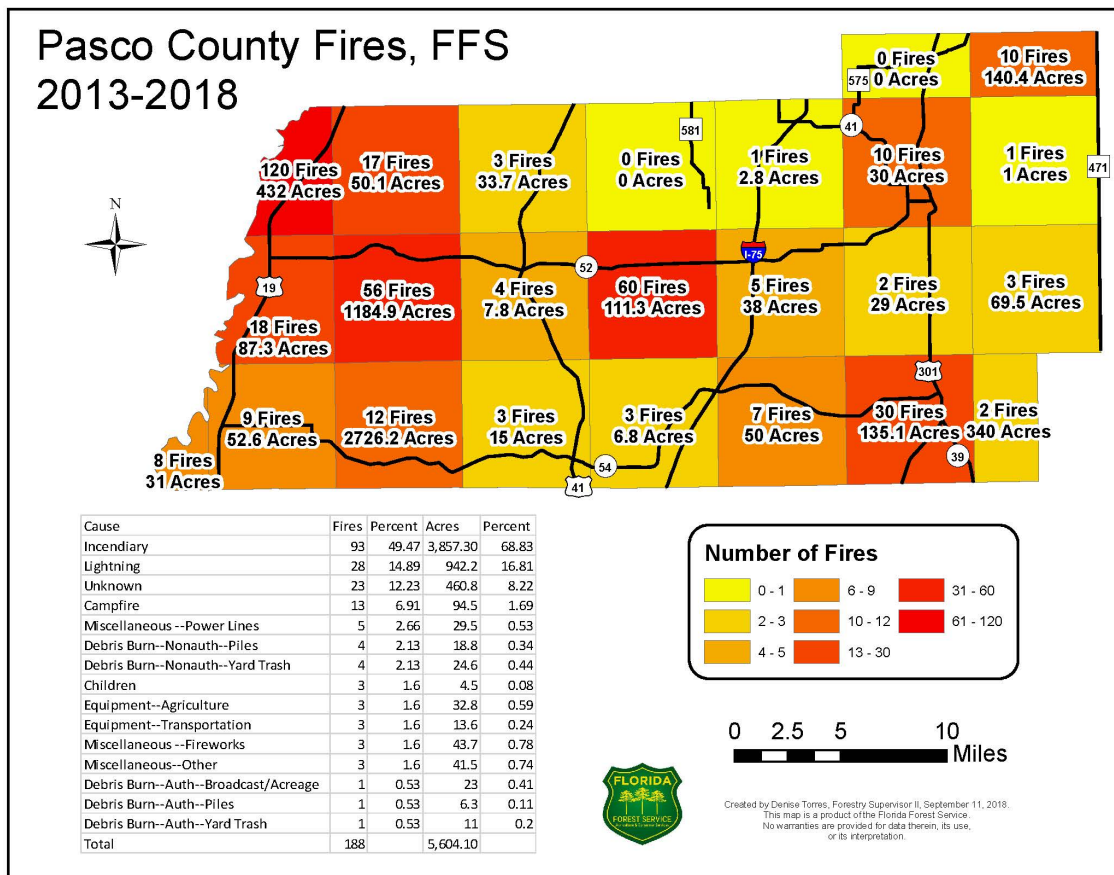 Pasco County Fires, FFS
2013-2018
0 Fires
0 Acres
10 Fires
140.4 Acres
575
120 Fires
432 Acres
17 Fires
50.1 Acres
3 Fires
33.7 Acres
0 Fires
0 Acres
581
1 Fires
2.8 Acres
41
10 Fires
30 Acres
1 Fires
1 Acres
471
N
19
18 Fires
87.3 Acres
56 Fires
1184.9 Acres
4 Fires
7.8 Acres
52
60 Fires
111.3 Acres
I-75
5 Fires
38 Acres
2 Fires
29 Acres
3 Fires
69.5 Acres
301
8 Fires
31 Acres
9 Fires
52.6 Acres
12 Fires
2726.2 Acres
3 Fires
15 Acres
41
54
3 Fires
6.8 Acres
7 Fires
50 Acres
30 Fires
135.1 Acres
39
2 Fires
340 Acres
Cause Fires Percent Acres Percent
Incendiary 93 49.47 3,857.30 68.83
Lightning 28 14.89 942.2 16.81
Unknown 23 12.23 460.8 8.22
Campfire 13 6.91 94.5 1.69
Miscellaneous --Power Lines 5 2.66 29.5 0.53
Debris Burn--Nonauth--Piles 4 2.13 18.8 0.34
Debris Burn--Nonauth--Yard Trash 4 2.13 24.6 0.44
Children 3 1.6 4.5 0.08
Equipment--Agriculture 3 1.6 32.8 0.59
Equipment--Transportation 3 1.6 13.6 0.24
Miscellaneous --Fireworks 3 1.6 43.7 0.78
Miscellaneous--Other 3 1.6 41.5 0.74
Debris Burn--Auth--Broadcast/Acreage 1 0.53 23 0.41
Debris Burn--Auth--Piles 1 0.53 6.3 0.11
Debris Burn--Auth--Yard Trash 1 0.53 11 0.2
Total 188 5,604.10
Number of Fires
0 - 1 6 - 9 31 - 60
2 - 3 10 - 12 61 - 120
4 - 5 13 - 30
0 2.5 5 10
Miles
FLORIDA
FOREST SERVICE
Created by Denise Torres, Forestry Supervisor II, September 11, 2018.
This map is a product of the Florida Forest Service.
No warranties are provided for data therein, its use,
or its interpretation.